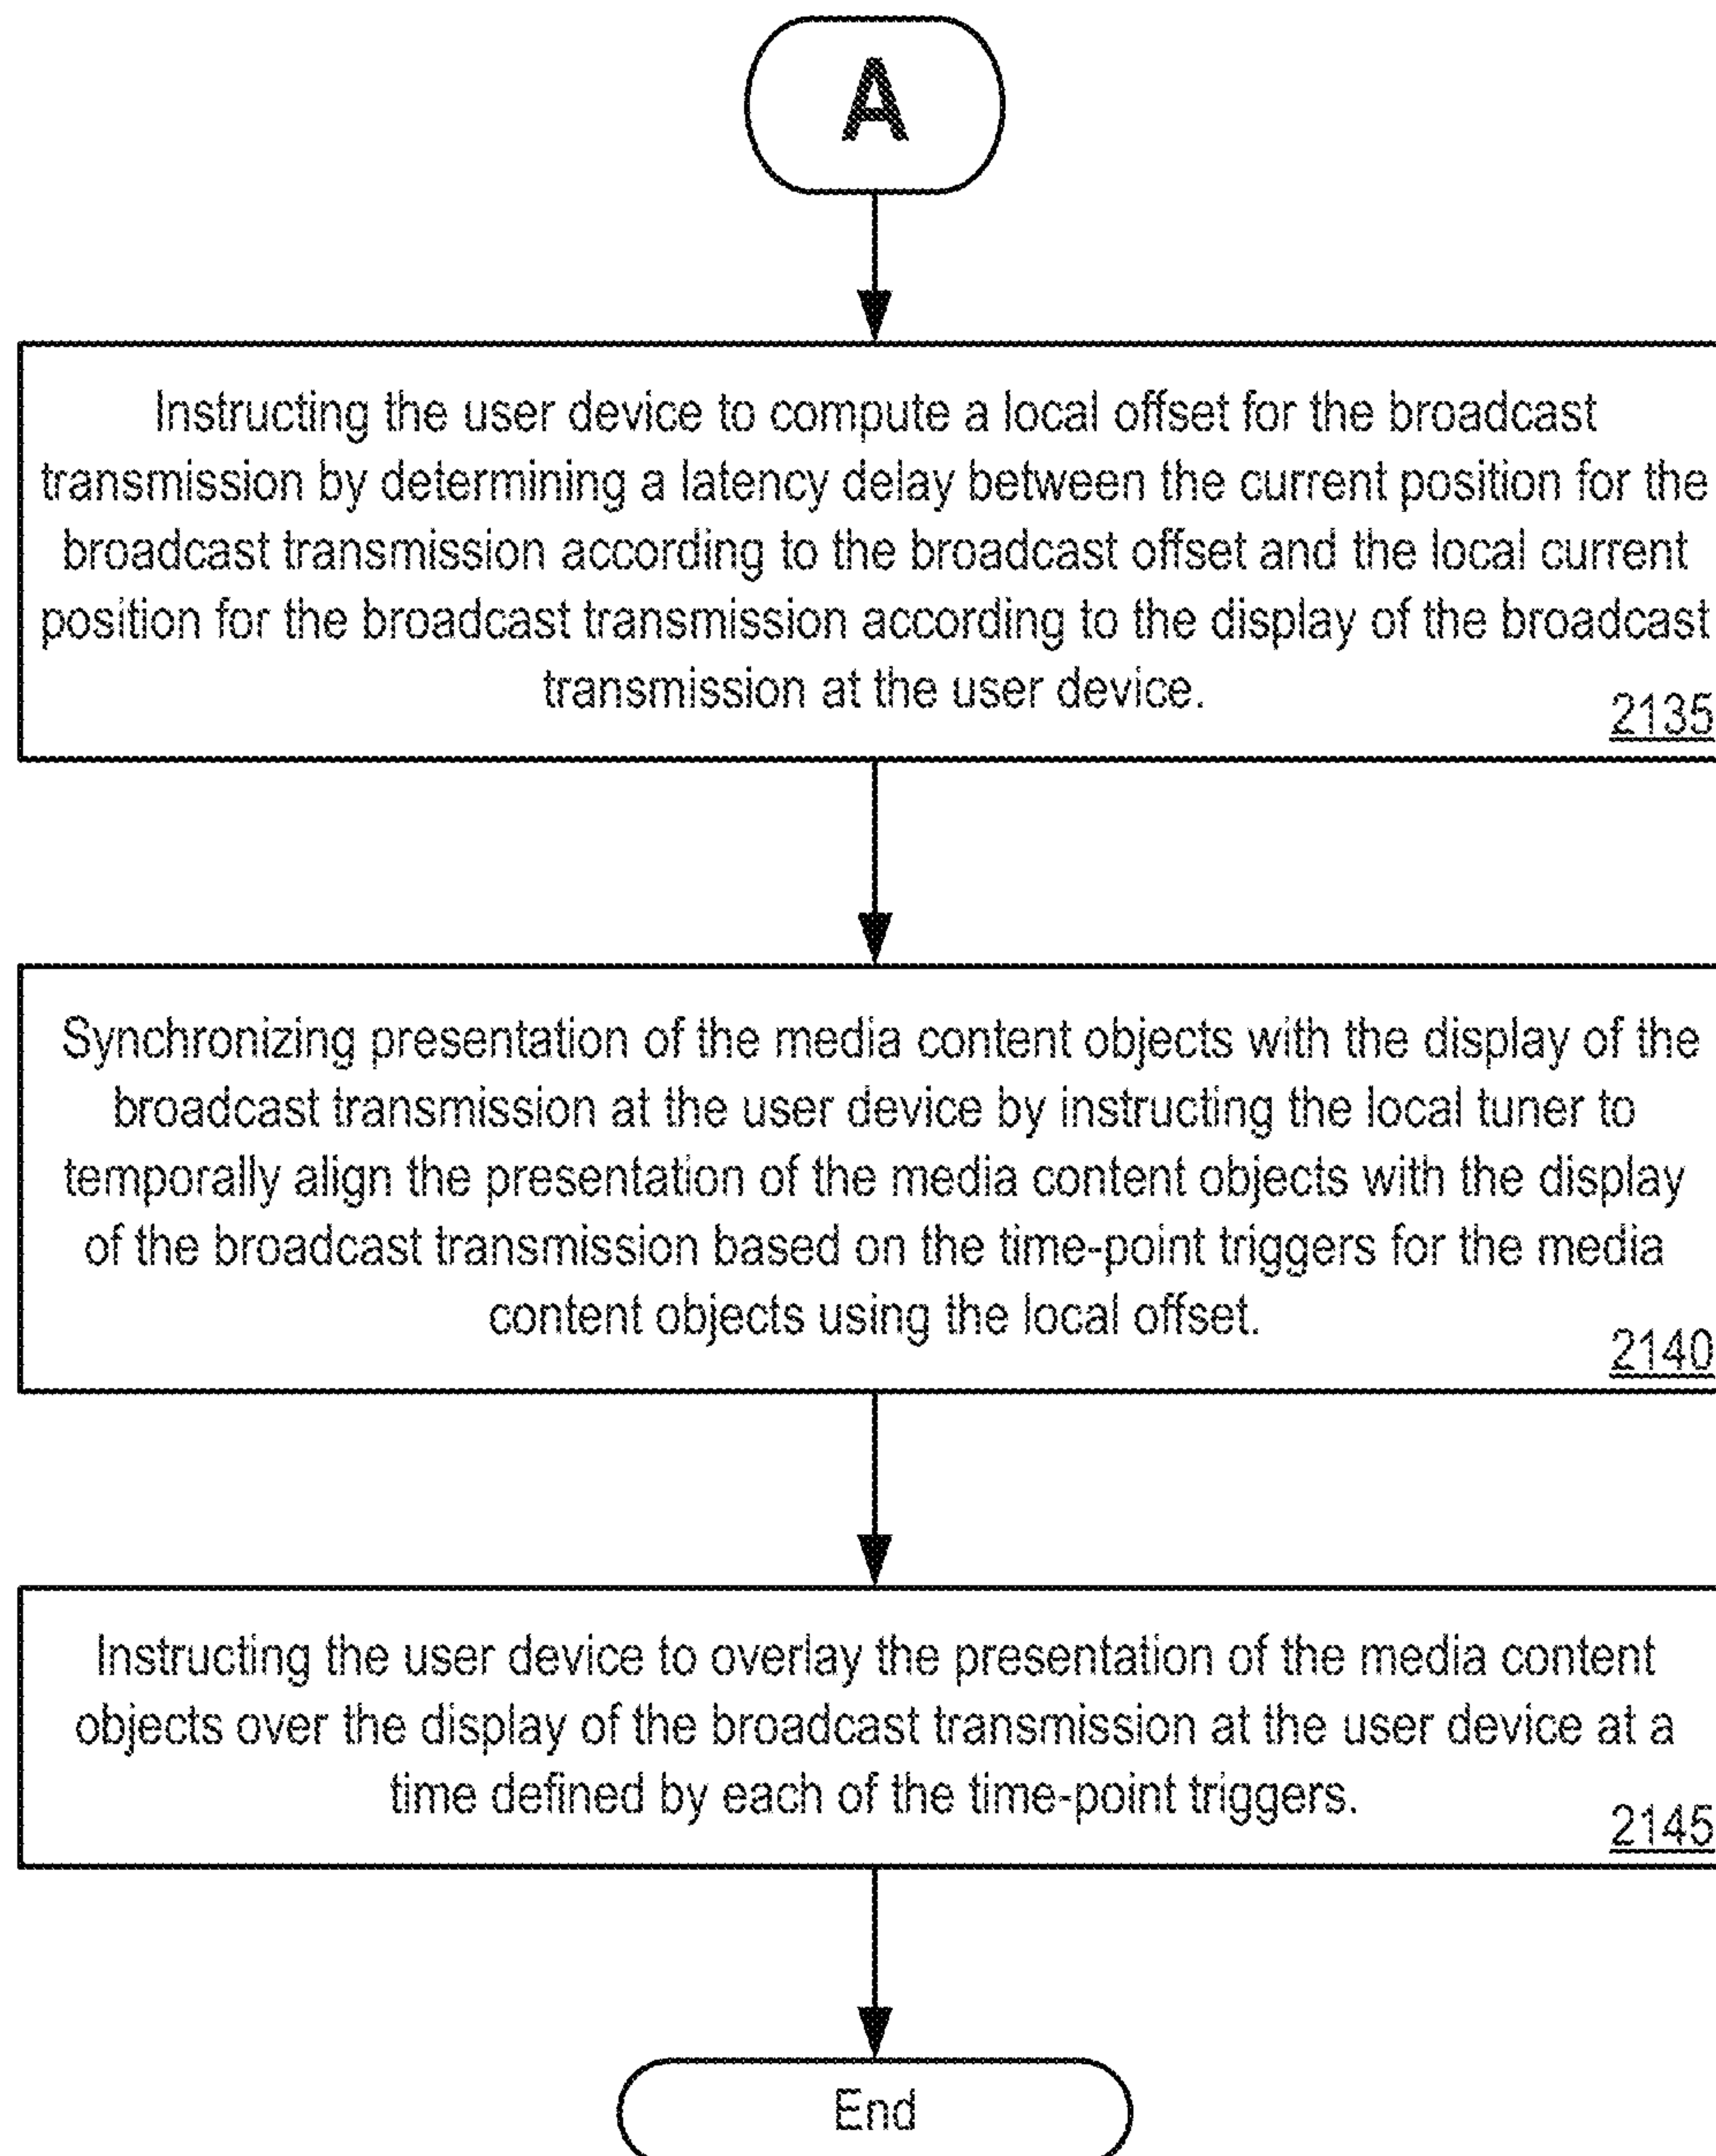 A
Instructing the user device to compute a local offset for the broadcast
transmission by determining a latency delay between the current position for the
broadcast transmission according to the broadcast offset and the local current
position for the broadcast transmission according to the display of the broadcast
transmission at the user device.
2135
Synchronizing presentation of the media content objects with the display of the
broadcast transmission at the user device by instructing the local tuner to
temporally align the presentation of the media content objects with the display
of the broadcast transmission based on the time-point triggers for the media
content objects using the local offset.
2140
Instructing the user device to overlay the presentation of the media content
objects over the display of the broadcast transmission at the user device at a
time defined by each of the time-point triggers.
2145
End